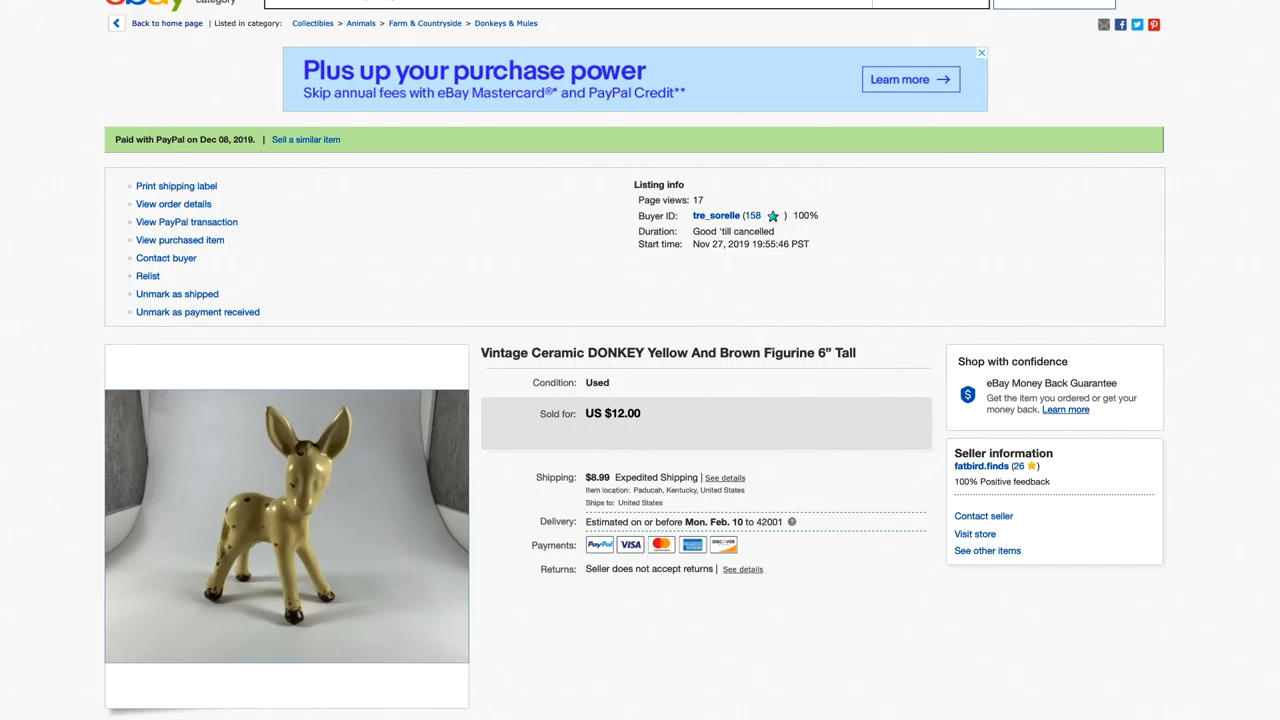 ebay
category
Back to home page | Listed in category: Collectibles > Animals > Farm & Countryside > Donkeys & Mules
Plus up your purchase power
Skip annual fees with eBay Mastercard®* and PayPal Credit**
Learn more →
Paid with PayPal on Dec 08, 2019. | Sell a similar item
Print shipping label
View order details
View PayPal transaction
View purchased item
Contact buyer
Relist
Unmark as shipped
Unmark as payment received
Listing info
Page views: 17
Buyer ID: tre_sorelle (158 ) 100%
Duration: Good 'till cancelled
Start time: Nov 27, 2019 19:55:46 PST
Vintage Ceramic DONKEY Yellow And Brown Figurine 6” Tall
Condition: Used
Sold for: US $12.00
Shipping: $8.99 Expedited Shipping | See details
Item location: Paducah, Kentucky, United States
Ships to: United States
Delivery: Estimated on or before Mon. Feb. 10 to 42001
Payments: PayPal VISA MasterCard DISCOVER
Returns: Seller does not accept returns | See details
Shop with confidence
eBay Money Back Guarantee
Get the item you ordered or get your
money back. Learn more
Seller information
fatbird.finds (26 )
100% Positive feedback
Contact seller
Visit store
See other items